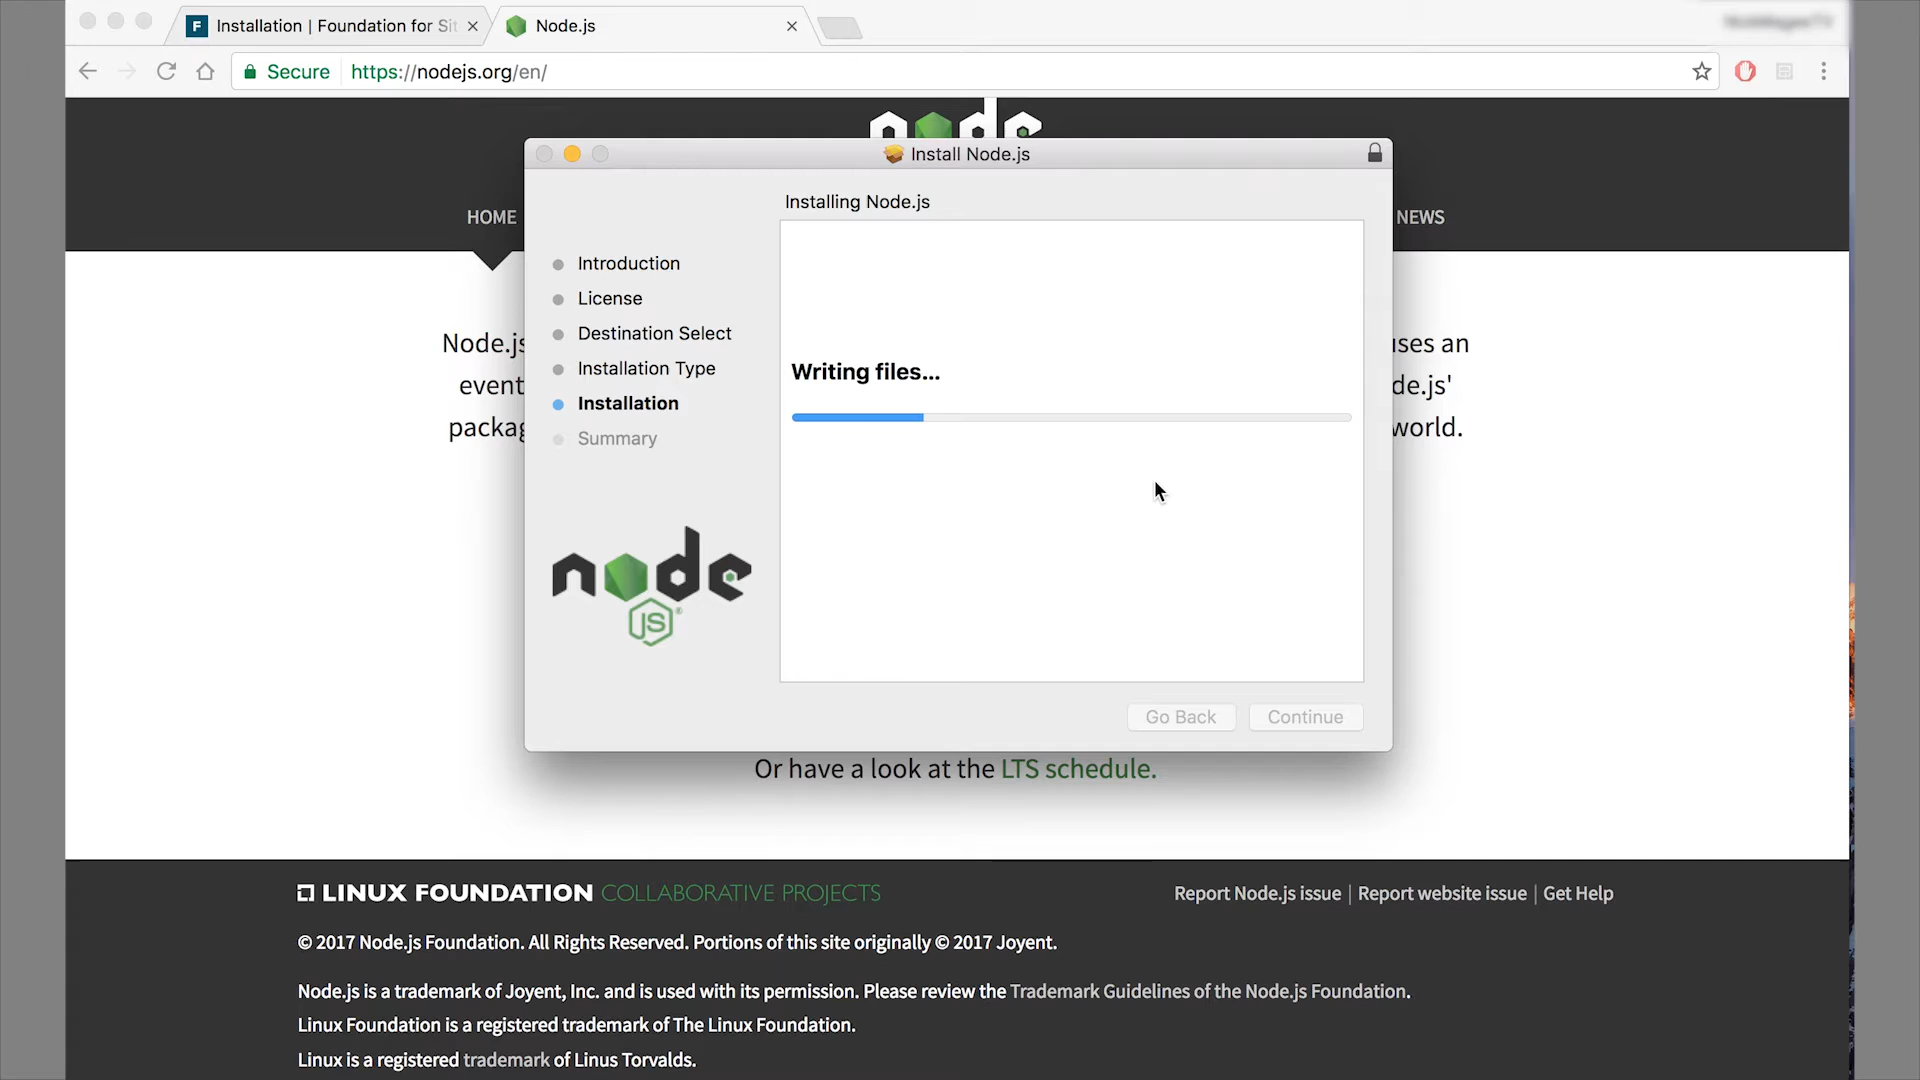 Installation | Foundation for Sit
Node.js
Secure
https://nodejs.org/en/
node
Install Node.js
HOME
NEWS
Installing Node.js
Introduction
License
Destination Select
Installation Type
Installation
Summary
Writing files...
Node.js
uses an
event
de.js'
packag
world.
node
JS
Go Back
Continue
Or have a look at the LTS schedule.
LINUX FOUNDATION COLLABORATIVE PROJECTS
Report Node.js issue | Report website issue | Get Help
© 2017 Node.js Foundation. All Rights Reserved. Portions of this site originally © 2017 Joyent.
Node.js is a trademark of Joyent, Inc. and is used with its permission. Please review the Trademark Guidelines of the Node.js Foundation.
Linux Foundation is a registered trademark of The Linux Foundation.
Linux is a registered trademark of Linus Torvalds.